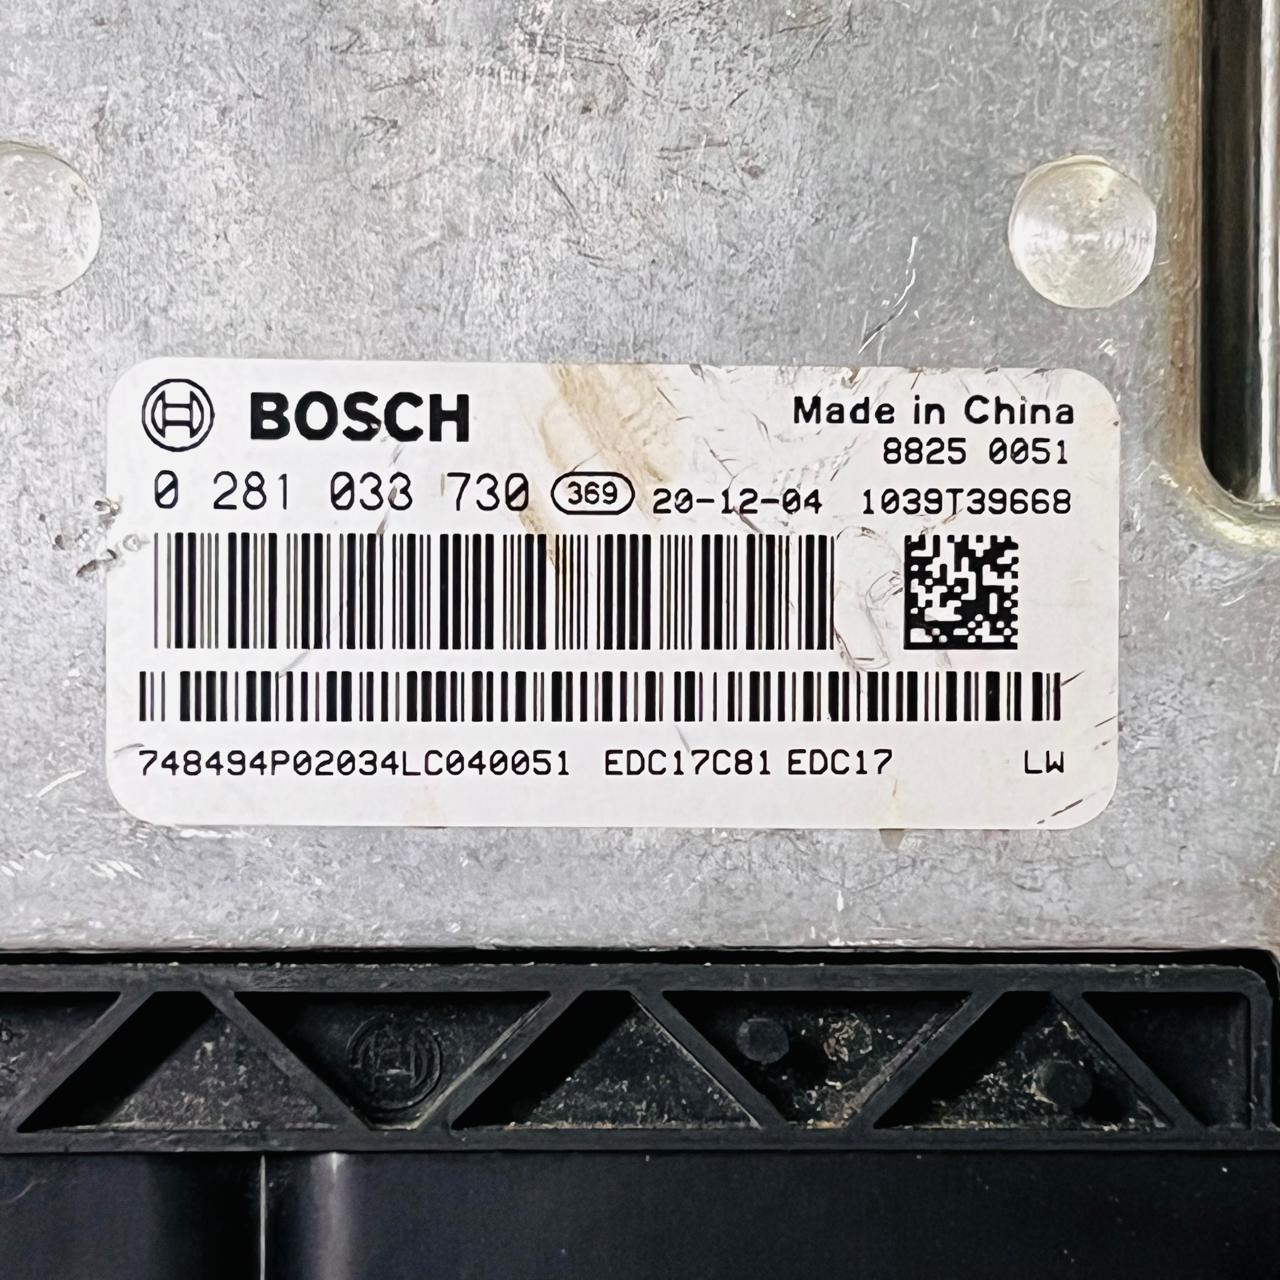 BOSCH
Made in China
8825 0051
0 281 033 730 369 20-12-04 1039T39668
748494P02034LC040051 EDC17C81 EDC17 LW